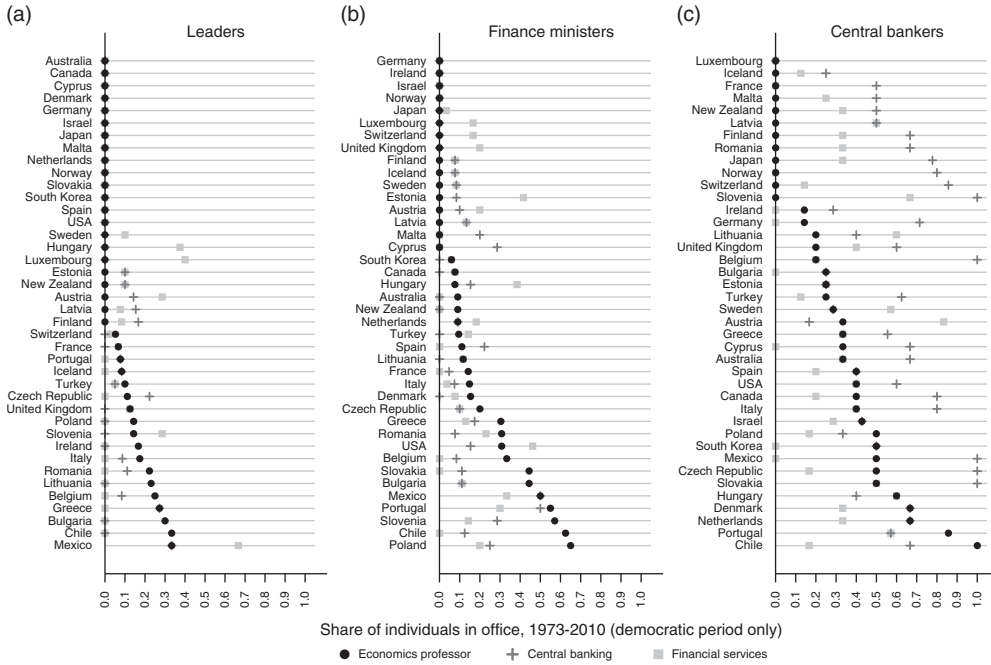 (a)
Leaders
Australia
Canada
Cyprus
Denmark
Germany
Israel
Japan
Malta
Netherlands
Norway
Slovakia
South Korea
Spain
USA
Sweden
Hungary
Luxembourg
Estonia
New Zealand
Austria
Latvia
Finland
Switzerland
France
Portugal
Iceland
Turkey
Czech Republic
United Kingdom
Poland
Slovenia
Ireland
Italy
Romania
Lithuania
Belgium
Greece
Bulgaria
Chile
Mexico
0.0 0.1 0.2 0.3 0.4 0.5 0.6 0.7 0.8 0.9 1.0
(b)
Finance ministers
Germany
Ireland
Israel
Norway
Japan
Luxembourg
Switzerland
United Kingdom
Finland
Iceland
Sweden
Estonia
Austria
Latvia
Malta
Cyprus
South Korea
Canada
Hungary
Australia
New Zealand
Netherlands
Turkey
Spain
Lithuania
France
Italy
Denmark
Czech Republic
Greece
Romania
USA
Belgium
Slovakia
Bulgaria
Mexico
Portugal
Slovenia
Chile
Poland
0.0 0.1 0.2 0.3 0.4 0.5 0.6 0.7 0.8 0.9 1.0
(c)
Central bankers
Luxembourg
Iceland
France
Malta
New Zealand
Latvia
Finland
Romania
Japan
Norway
Switzerland
Slovenia
Ireland
Germany
Lithuania
United Kingdom
Belgium
Bulgaria
Estonia
Turkey
Sweden
Austria
Greece
Cyprus
Australia
Spain
USA
Canada
Italy
Israel
Poland
South Korea
Mexico
Czech Republic
Slovakia
Hungary
Denmark
Netherlands
Portugal
Chile
0.0 0.1 0.2 0.3 0.4 0.5 0.6 0.7 0.8 0.9 1.0
Share of individuals in office, 1973-2010 (democratic period only)
Economics professor Central banking Financial services